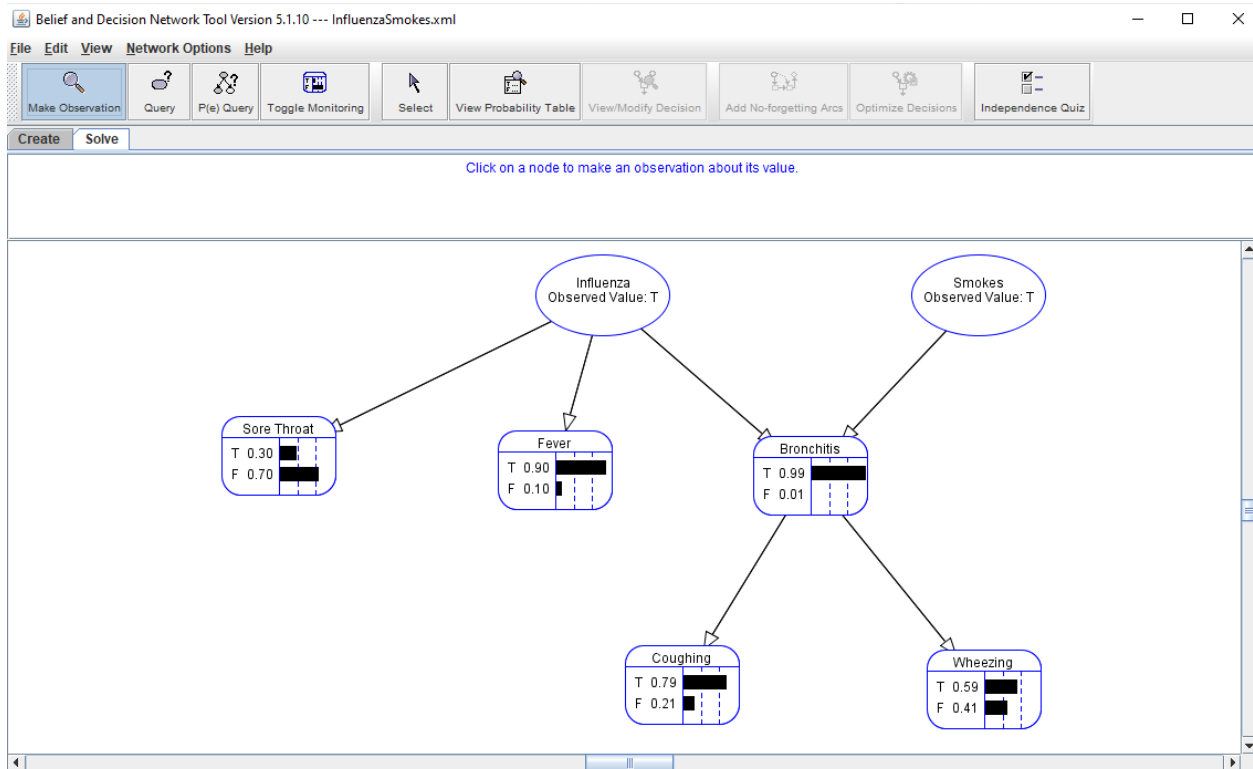 Belief and Decision Network Tool Version 5.1.10 --- InfluenzaSmokes.xml
File Edit View Network Options Help
Make Observation Query P(e) Query Toggle Monitoring Select View Probability Table View/Modify Decision Add No-forgetting Arcs Optimize Decisions Independence Quiz
Create Solve
Click on a node to make an observation about its value.
Influenza
Observed Value: T
Smokes
Observed Value: T
Sore Throat
T 0.30
F 0.70
Fever
T 0.90
F 0.10
Bronchitis
T 0.99
F 0.01
Coughing
T 0.79
F 0.21
Wheezing
T 0.59
F 0.41